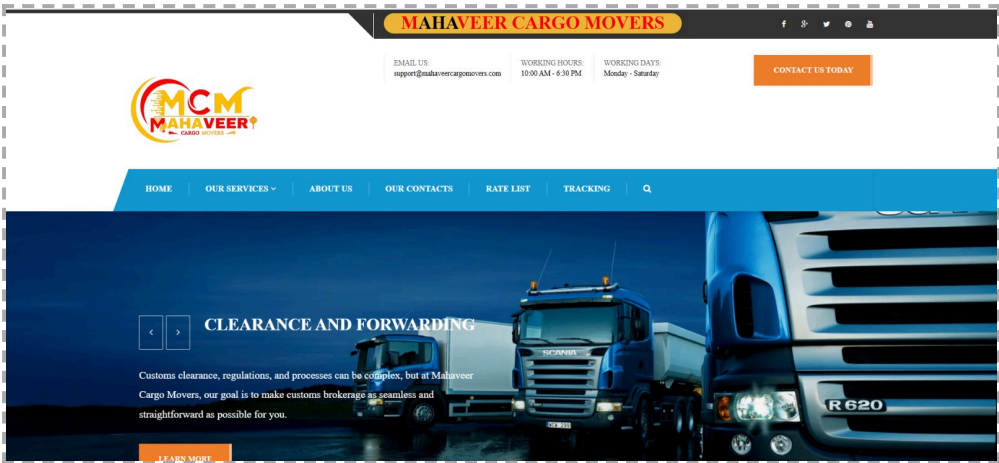 MAHAVEER CARGO MOVERS
EMAIL US:
support@mahaveercargomovers.com
WORKING HOURS:
10:00 AM - 6:30 PM
WORKING DAYS:
Monday - Saturday
CONTACT US TODAY
MCM
MAHAVEER
CARGO MOVERS
HOME
OUR SERVICES
ABOUT US
OUR CONTACTS
RATE LIST
TRACKING
CLEARANCE AND FORWARDING
Customs clearance, regulations, and processes can be complex, but at Mahaveer
Cargo Movers, our goal is to make customs brokerage as seamless and
straightforward as possible for you.
LEARN MORE
SCANIA
R 620